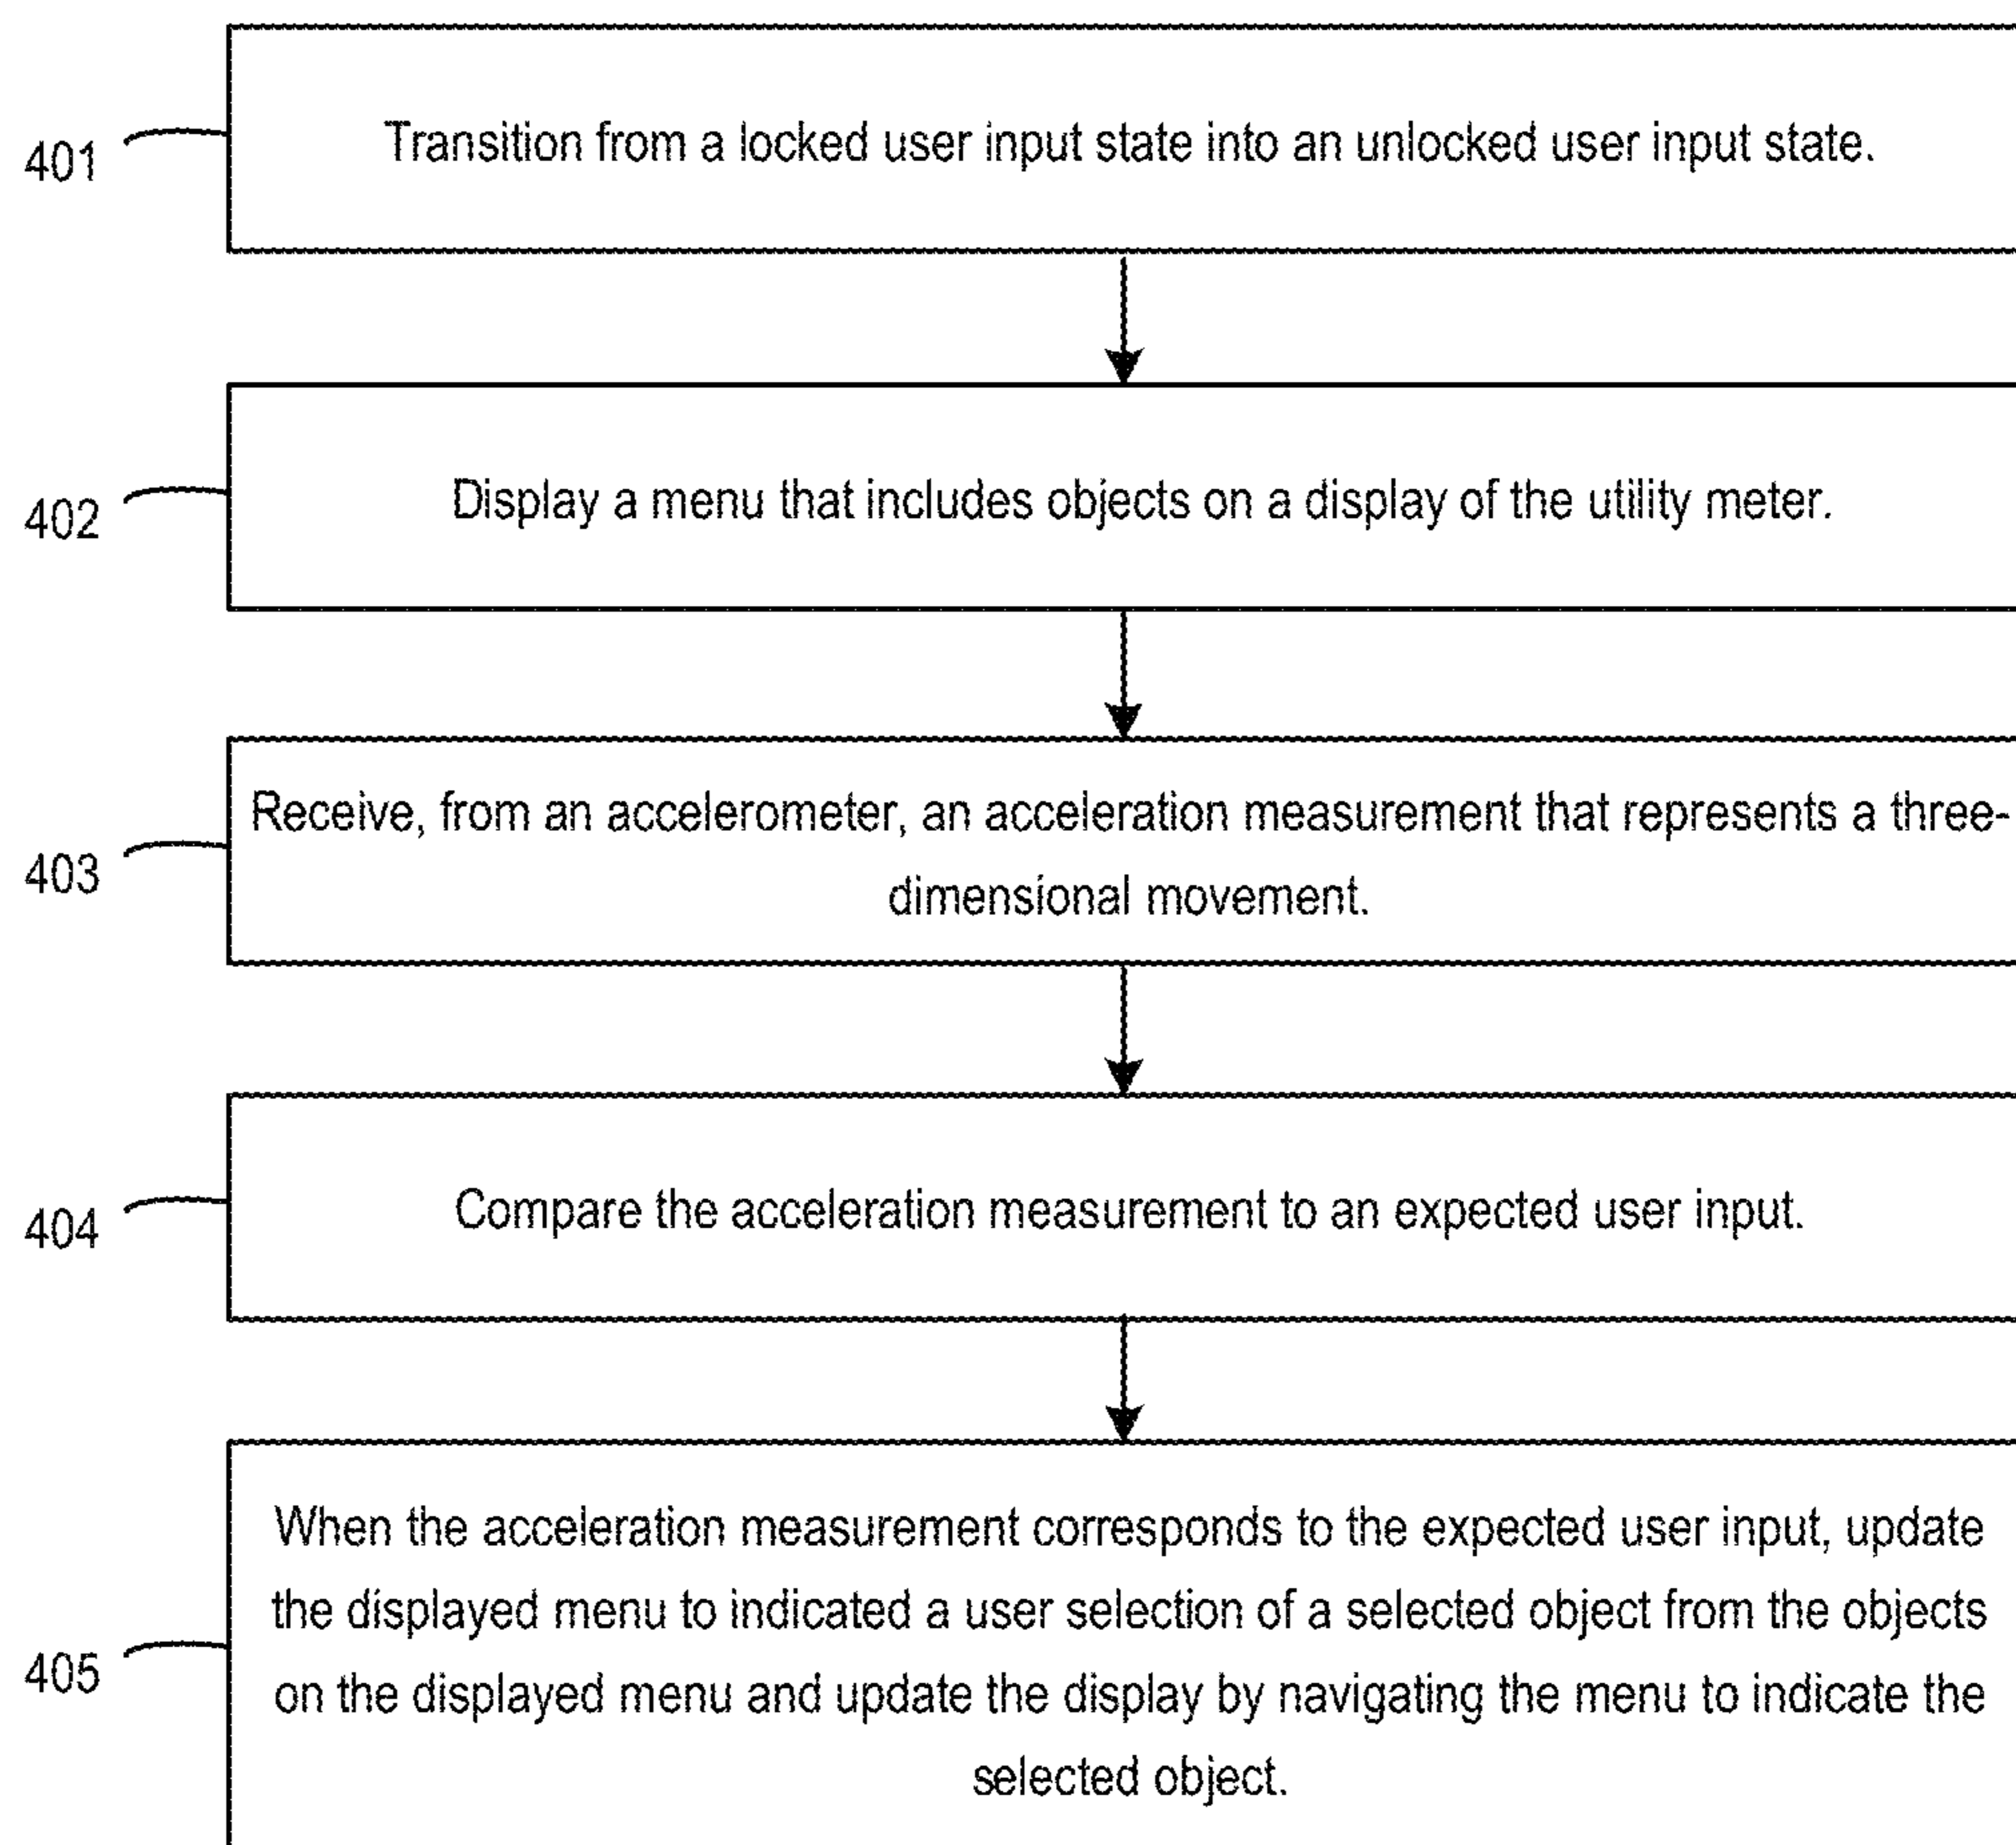 401
Transition from a locked user input state into an unlocked user input state.
402
Display a menu that includes objects on a display of the utility meter.
403
Receive, from an accelerometer, an acceleration measurement that represents a three-
dimensional movement.
404
Compare the acceleration measurement to an expected user input.
405
When the acceleration measurement corresponds to the expected user input, update
the displayed menu to indicated a user selection of a selected object from the objects
on the displayed menu and update the display by navigating the menu to indicate the
selected object.